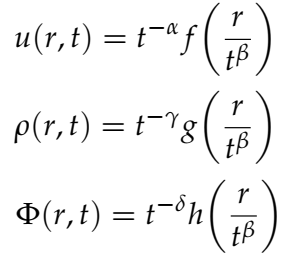 u(r, t) = t^{-α} f(r/t^β)
ρ(r, t) = t^{-γ} g(r/t^β)
Φ(r, t) = t^{-δ} h(r/t^β)